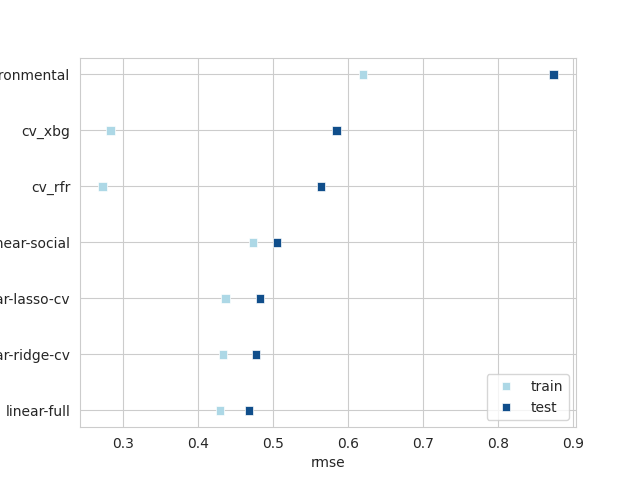 ronmental
cv_xbg
cv_rfr
near-social
ar-lasso-cv
ar-ridge-cv
linear-full
train
test
0.3 0.4 0.5 0.6 0.7 0.8 0.9
rmse